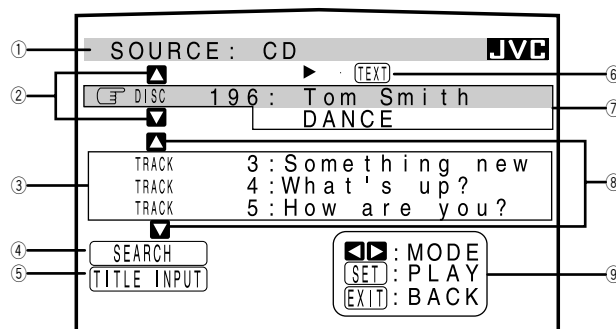 ① SOURCE: CD JVC
② ▶ · TEXT ⑥
DISC 196: Tom Smith ⑦
DANCE
③ TRACK 3:Something new ⑧
TRACK 4:What's up?
TRACK 5:How are you?
④ SEARCH ◀▶:MODE
⑤ TITLE INPUT SET:PLAY ⑨
EXIT:BACK